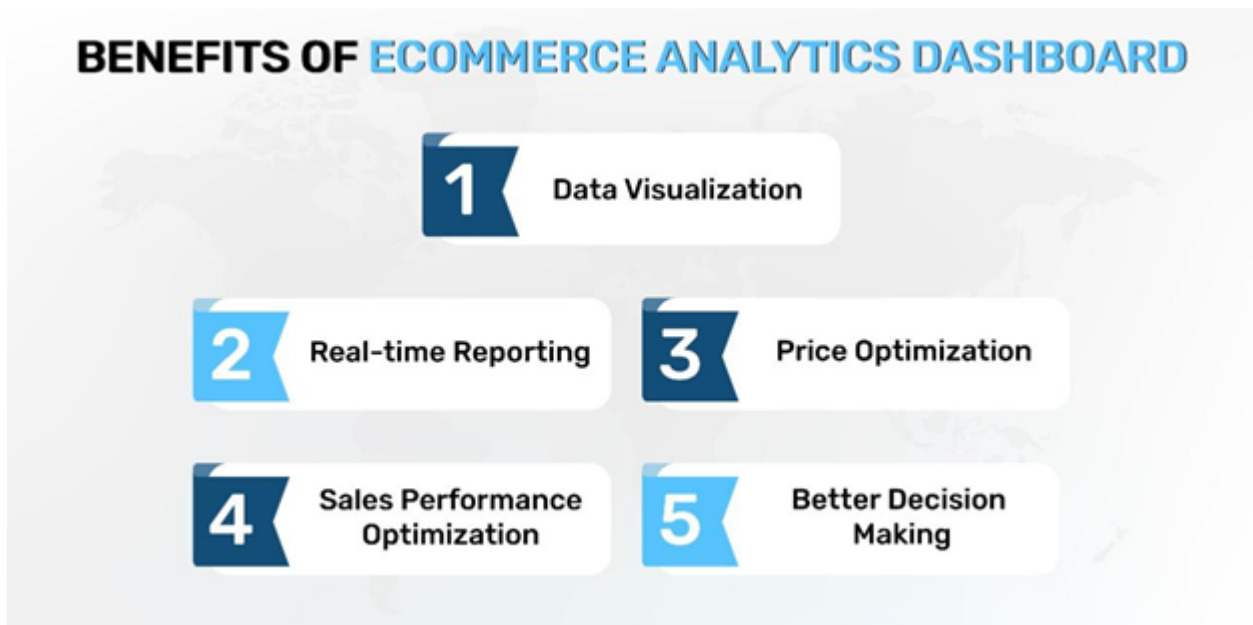 BENEFITS OF ECOMMERCE ANALYTICS DASHBOARD
1
Data Visualization
2
Real-time Reporting
3
Price Optimization
4
Sales Performance
Optimization
5
Better Decision
Making